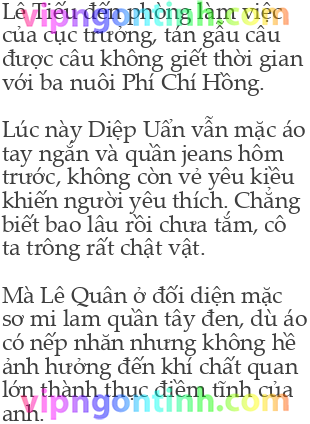 Lê Tiếu đến phòng làm việc
của cục trưởng, tán gẫu câu
được câu không giết thời gian
với ba nuôi Phí Chí Hồng.
Lúc này Diệp Uẩn vẫn mặc áo
tay ngắn và quần jeans hôm
trước, không còn vẻ yêu kiều
khiến người yêu thích. Chẳng
biết bao lâu rồi chưa tắm, cô
ta trông rất chật vật.
Mà Lê Quân ở đối diện mặc
sơ mi lam quần tây đen, dù áo
có nếp nhăn nhưng không hề
ảnh hưởng đến khí chất quan
lớn thành thục điềm tĩnh của
anh.
vipngontinh.com
vipngontinh.com